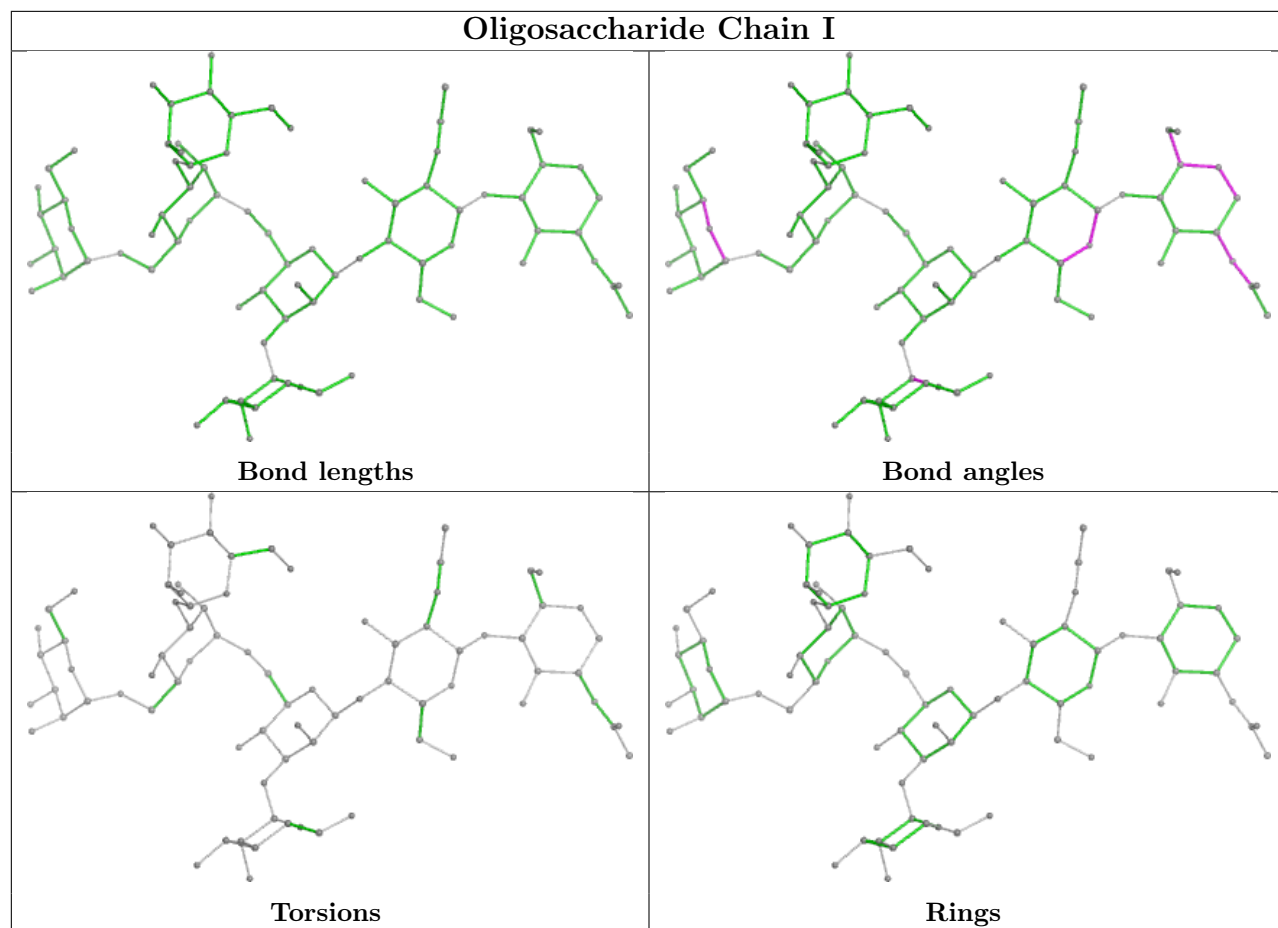 Oligosaccharide Chain I
Bond lengths
Bond angles
Torsions
Rings